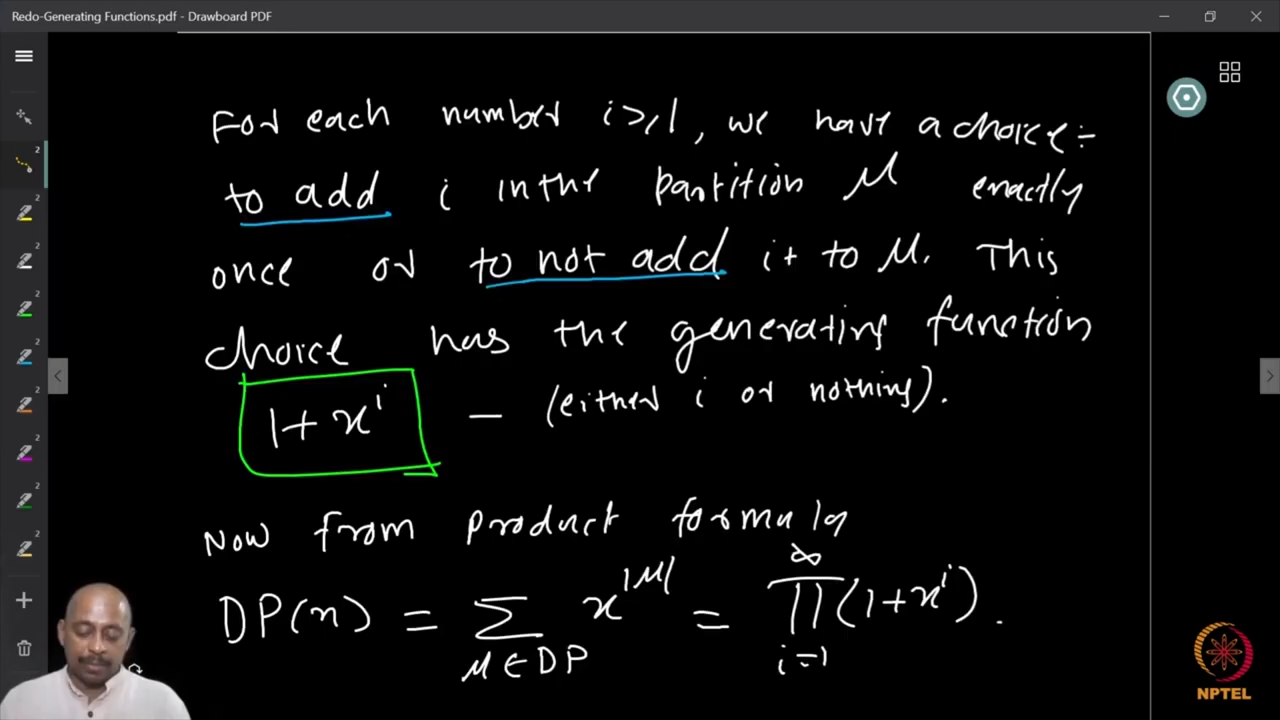 Redo-Generating Functions.pdf - Drawboard PDF
For each number i ≥ 1, we have a choice:
to add i in the partition μ exactly
once or to not add it to μ. This
choice has the generating function
1 + x^i — (either i or nothing).
Now from product formula
DP(x) = ∑_{μ∈DP} x^{|μ|} = ∏_{i=1}^{∞} (1+x^i).
NPTEL